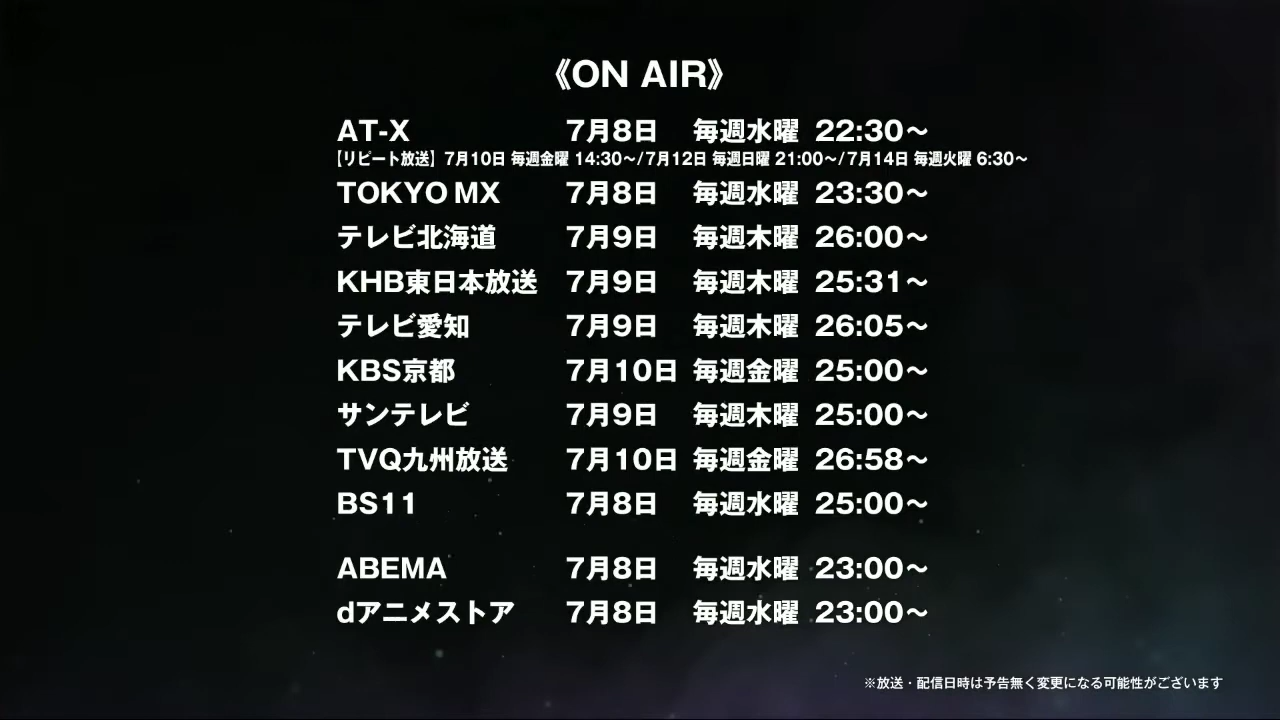 《ON AIR》
AT-X 7月8日 毎週水曜 22:30～
【リピート放送】 7月10日 毎週金曜 14:30～/7月12日 毎週日曜 21:00～/7月14日 毎週火曜 6:30～
TOKYO MX 7月8日 毎週水曜 23:30～
テレビ北海道 7月9日 毎週木曜 26:00～
KHB東日本放送 7月9日 毎週木曜 25:31～
テレビ愛知 7月9日 毎週木曜 26:05～
KBS京都 7月10日 毎週金曜 25:00～
サンテレビ 7月9日 毎週木曜 25:00～
TVQ九州放送 7月10日 毎週金曜 26:58～
BS11 7月8日 毎週水曜 25:00～
ABEMA 7月8日 毎週水曜 23:00～
dアニメストア 7月8日 毎週水曜 23:00～
※放送・配信日時は予告無く変更になる可能性がございます